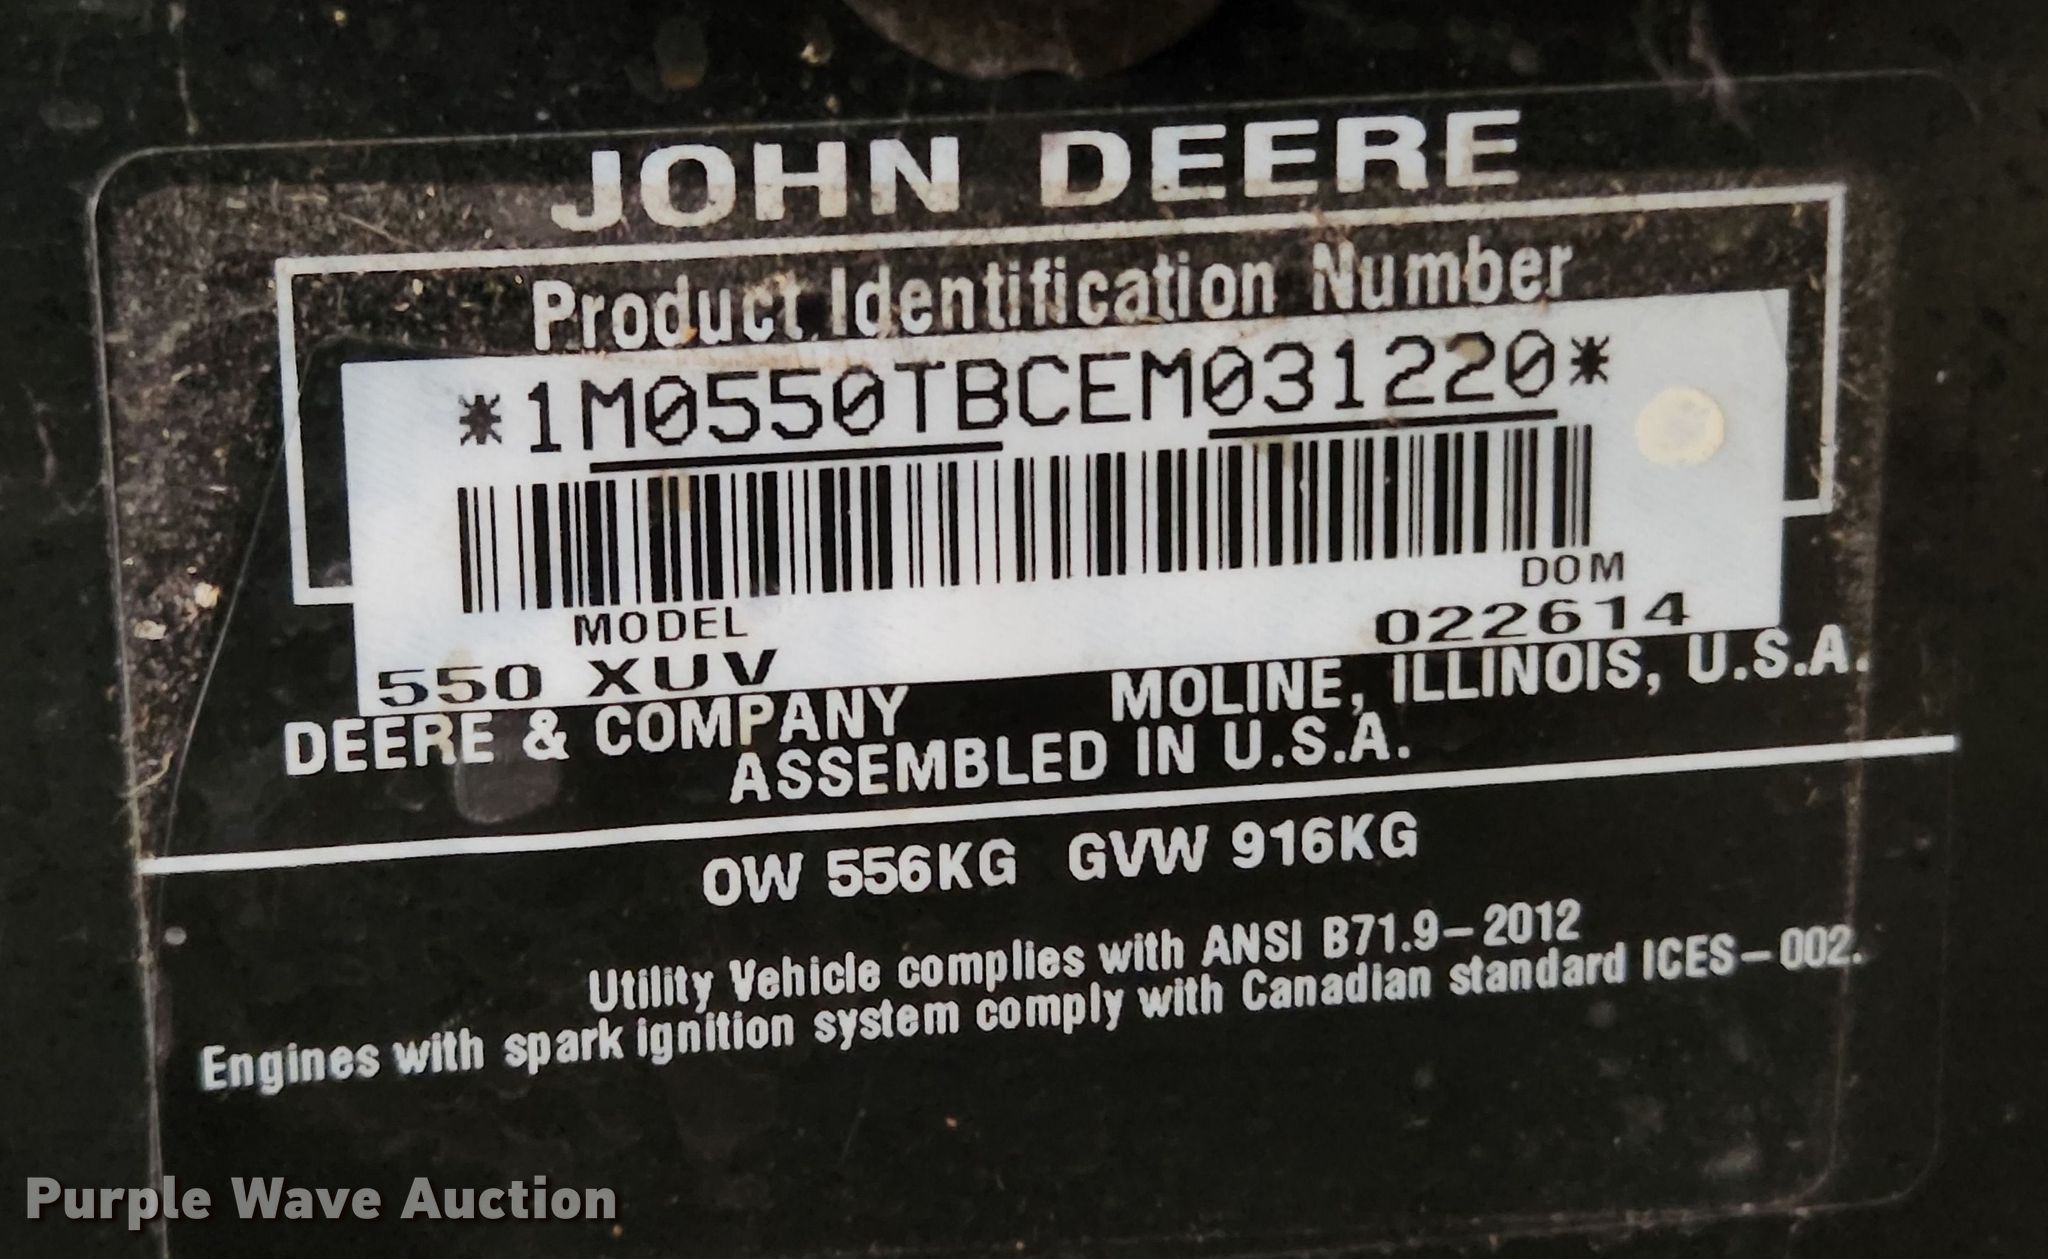 JOHN DEERE
Product Identification Number
*1M0550TBCEM031220*
MODEL
DOM
550 XUV
022614
DEERE & COMPANY MOLINE, ILLINOIS, U.S.A.
ASSEMBLED IN U.S.A.
OW 556KG GVW 916KG
Utility Vehicle complies with ANSI B71.9-2012
Engines with spark ignition system comply with Canadian standard ICES-002.
Purple Wave Auction